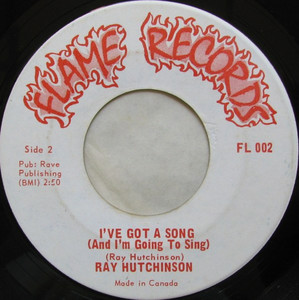 FLAME RECORDS
Side 2
FL 002
Pub: Rave
Publishing
(BMI) 2:50
I'VE GOT A SONG
(And I'm Going To Sing)
(Ray Hutchinson)
RAY HUTCHINSON
Made in Canada